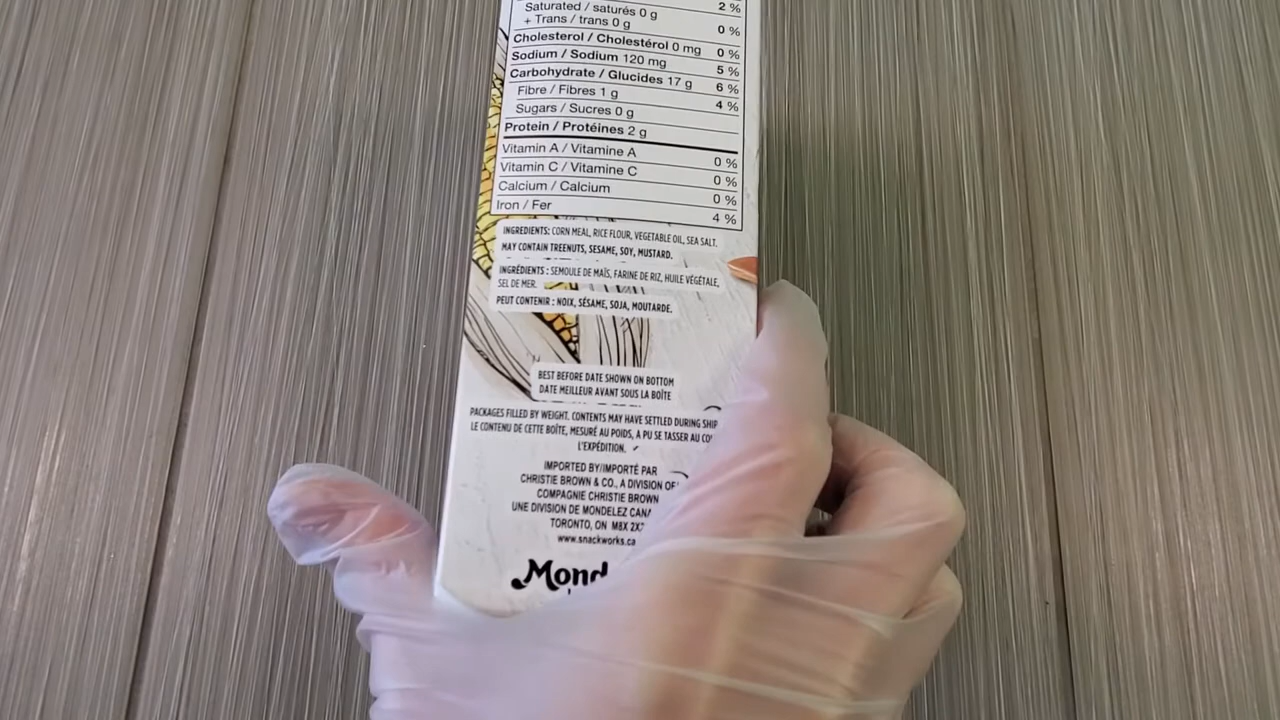 Saturated / saturés 0 g 2 %
+ Trans / trans 0 g 0 %
Cholesterol / Cholestérol 0 mg 0 %
Sodium / Sodium 120 mg 5 %
Carbohydrate / Glucides 17 g 6 %
Fibre / Fibres 1 g 4 %
Sugars / Sucres 0 g
Protein / Protéines 2 g
Vitamin A / Vitamine A 0 %
Vitamin C / Vitamine C 0 %
Calcium / Calcium 0 %
Iron / Fer 4 %
INGREDIENTS: CORN MEAL, RICE FLOUR, VEGETABLE OIL, SEA SALT.
MAY CONTAIN TREENUTS, SESAME, SOY, MUSTARD.
INGRÉDIENTS : SEMOULE DE MAÏS, FARINE DE RIZ, HUILE VÉGÉTALE,
SEL DE MER.
PEUT CONTENIR : NOIX, SÉSAME, SOJA, MOUTARDE.
BEST BEFORE DATE SHOWN ON BOTTOM
DATE MEILLEUR AVANT SOUS LA BOÎTE
PACKAGES FILLED BY WEIGHT. CONTENTS MAY HAVE SETTLED DURING SHIP
LE CONTENU DE CETTE BOÎTE, MESURÉ AU POIDS, A PU SE TASSER AU
L'EXPÉDITION.
IMPORTED BY/IMPORTÉ PAR
CHRISTIE BROWN & CO., A DIVISION OF
COMPAGNIE CHRISTIE BROWN
UNE DIVISION DE MONDELEZ CANA
TORONTO, ON M8X 2X
www.snackworks.ca
Mond